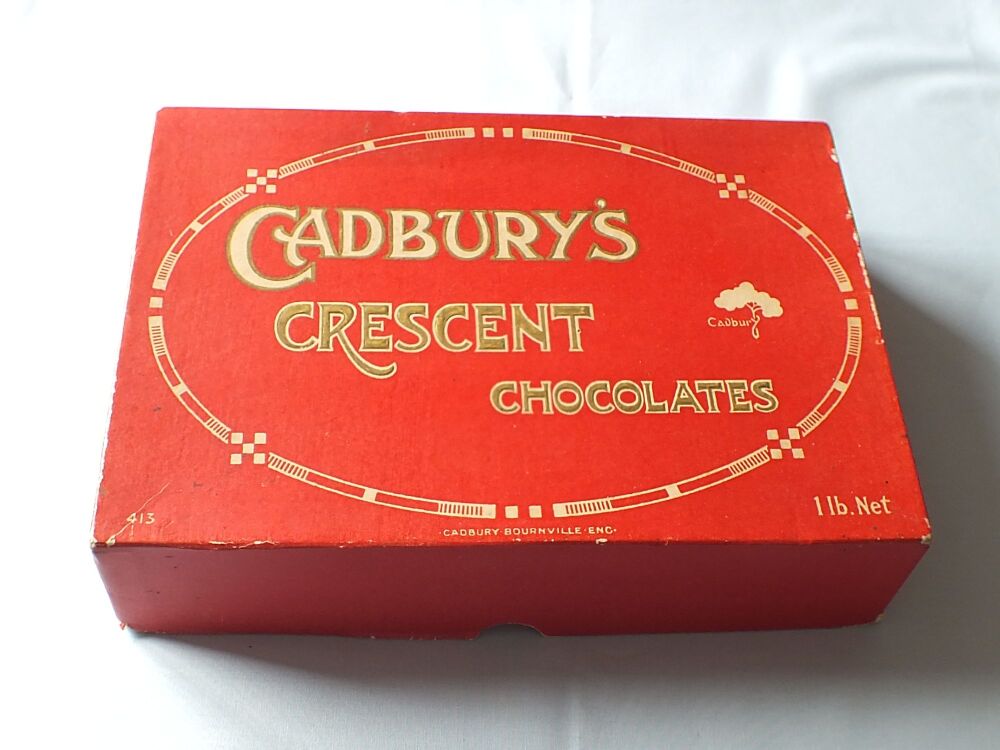 CADBURY'S
CRESCENT
Cadbury
CHOCOLATES
413
1 lb. Net
·CADBURY·BOURNVILLE·ENG·